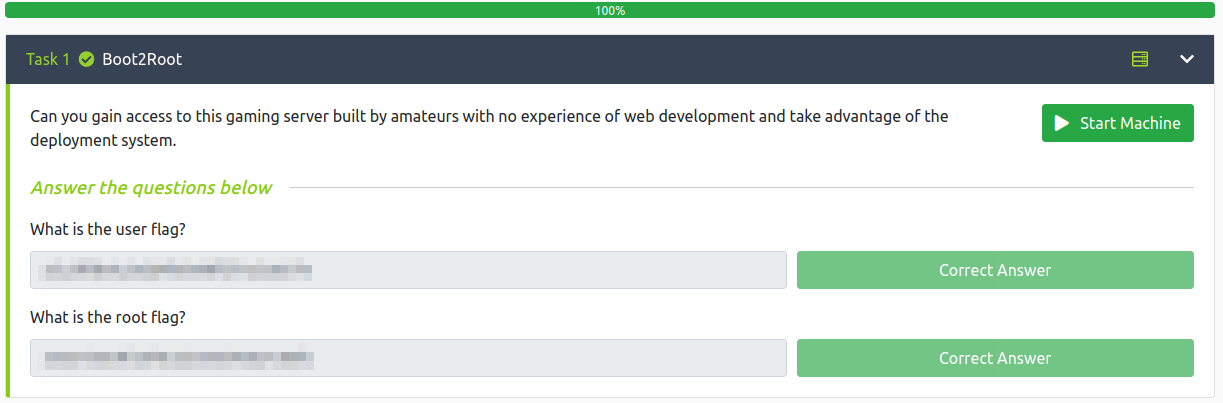 100%
Task 1 Boot2Root
Can you gain access to this gaming server built by amateurs with no experience of web development and take advantage of the
deployment system.
Start Machine
Answer the questions below
What is the user flag?
Correct Answer
What is the root flag?
Correct Answer